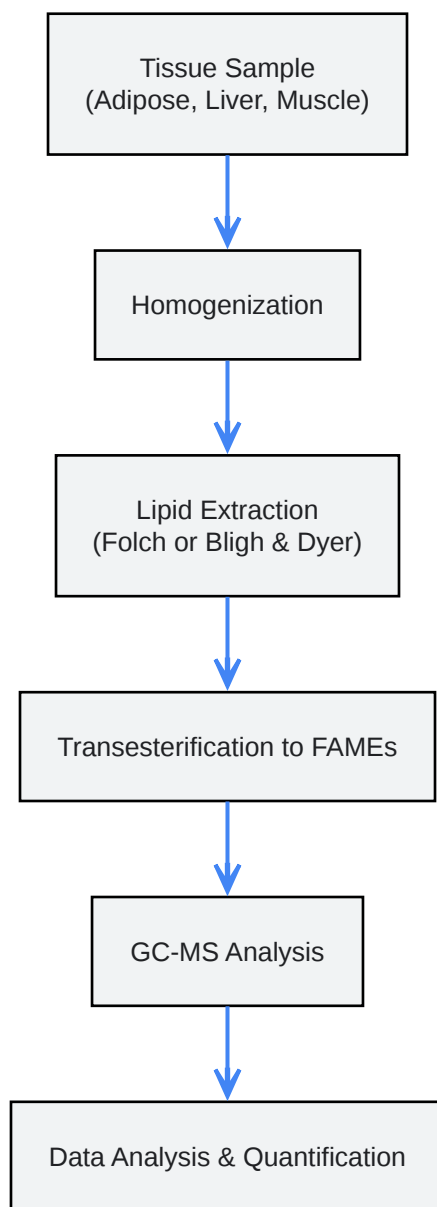 Tissue Sample
(Adipose, Liver, Muscle)
Homogenization
Lipid Extraction
(Folch or Bligh & Dyer)
Transesterification to FAMEs
GC-MS Analysis
Data Analysis & Quantification